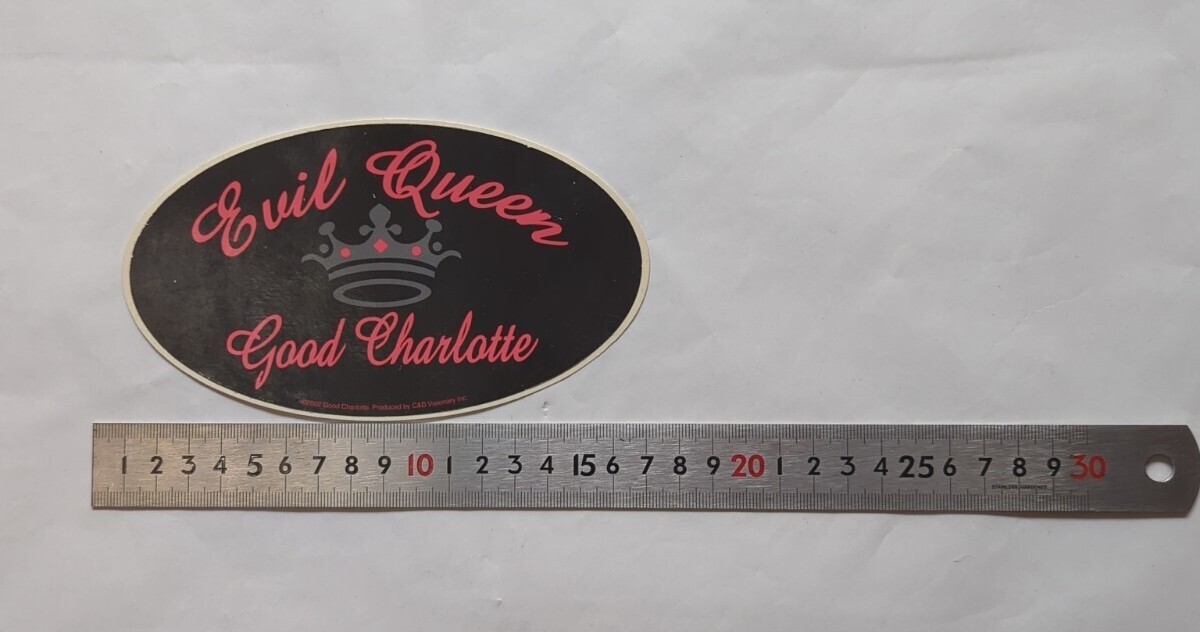 Evil Queen
Good Charlotte
©2002 Good Charlotte. Produced by C&D Visionary Inc.
1 2 3 4 5 6 7 8 9 10 1 2 3 4 15 6 7 8 9 20 1 2 3 4 25 6 7 8 9 30